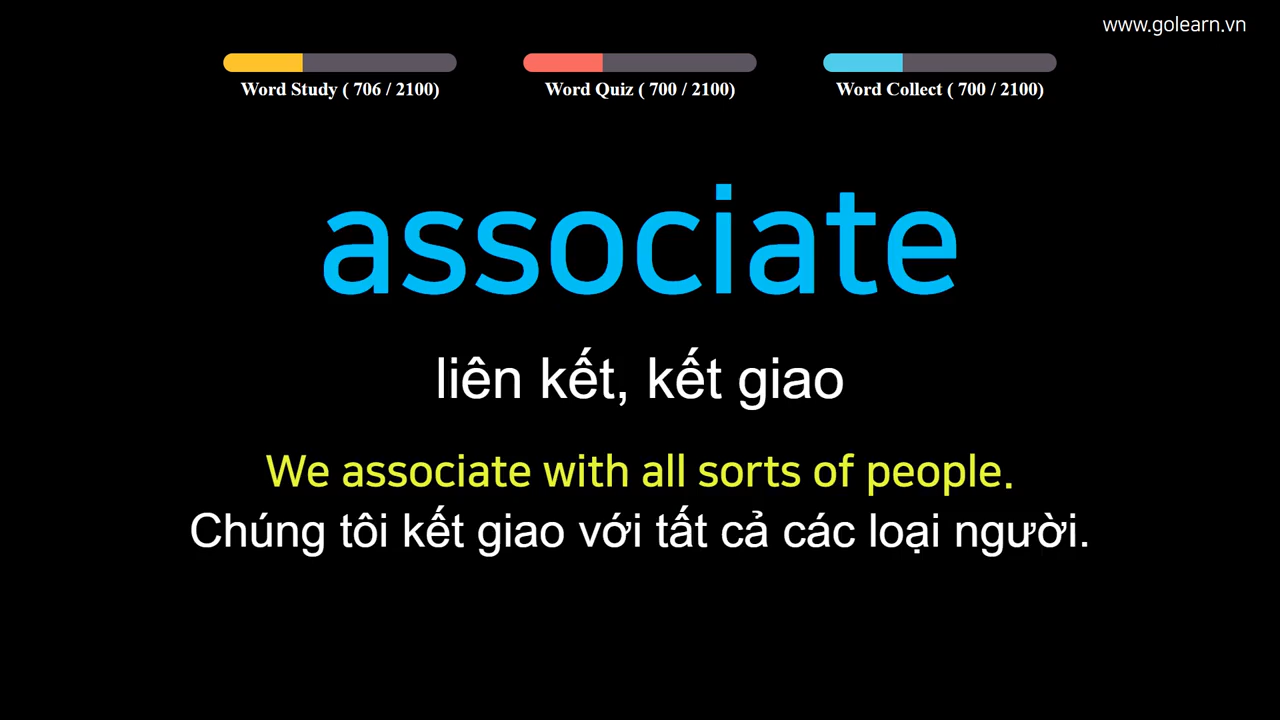 www.golearn.vn
Word Study ( 706 / 2100)
Word Quiz ( 700 / 2100)
Word Collect ( 700 / 2100)
associate
liên kết, kết giao
We associate with all sorts of people.
Chúng tôi kết giao với tất cả các loại người.